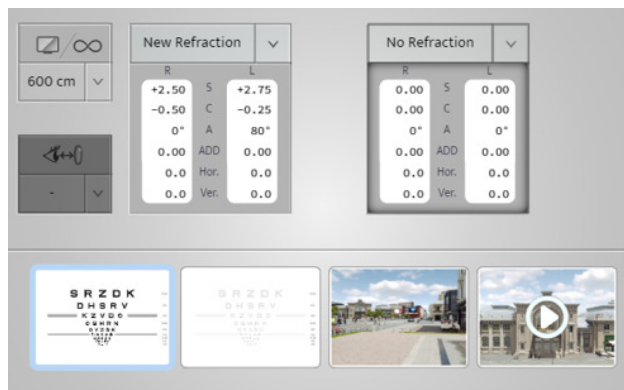 New Refraction
No Refraction
600 cm
R L
+2.50 S +2.75
−0.50 C −0.25
0° A 80°
0.00 ADD 0.00
0.0 Hor. 0.0
0.0 Ver. 0.0
R L
0.00 S 0.00
0.00 C 0.00
0° A 0°
0.00 ADD 0.00
0.0 Hor. 0.0
0.0 Ver. 0.0
-
S R Z D K
D H S R V
K Z V D C
S R Z D K